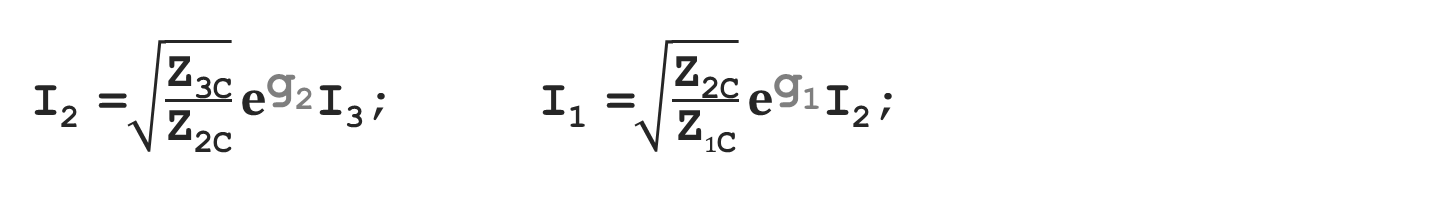 I₂ = √(Z₃C/Z₂C) e^g₂ I₃; I₁ = √(Z₂C/Z₁C) e^g₁ I₂;